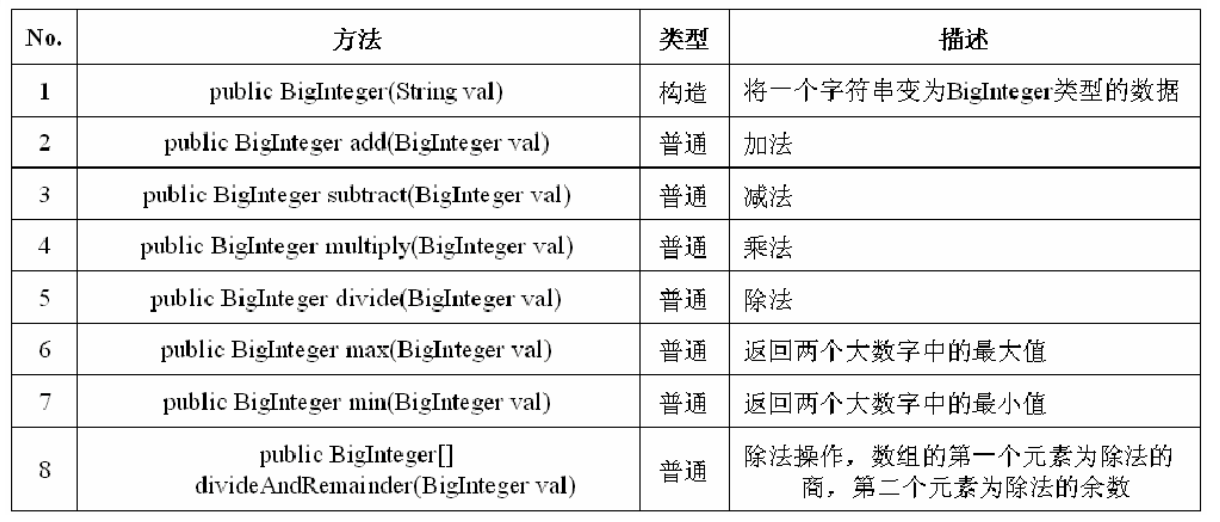 No. 方法 类型 描述
1 public BigInteger(String val) 构造 将一个字符串变为BigInteger类型的数据
2 public BigInteger add(BigInteger val) 普通 加法
3 public BigInteger subtract(BigInteger val) 普通 减法
4 public BigInteger multiply(BigInteger val) 普通 乘法
5 public BigInteger divide(BigInteger val) 普通 除法
6 public BigInteger max(BigInteger val) 普通 返回两个大数字中的最大值
7 public BigInteger min(BigInteger val) 普通 返回两个大数字中的最小值
8 public BigInteger[]
divideAndRemainder(BigInteger val) 普通 除法操作，数组的第一个元素为除法的
商，第二个元素为除法的余数